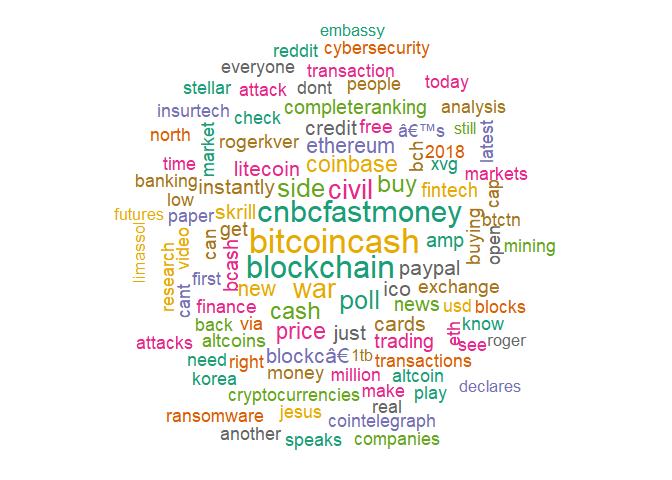 embassy
reddit cybersecurity
everyone transaction
stellar attack dont people today
insurtech check completeranking analysis
north market rogerkver credit free â€™s still latest
ethereum bch 2018
time litecoin coinbase xvg markets
banking instantly side civil buy fintech cap
low
futures paper skrill cnbcfastmoney buying btctn
limassol video can get bitcoincash amp open mining
research bcash blockchain paypal
cant first new war ico exchange
finance cash poll news usd blocks
back via price just cards eth know
attacks altcoins trading see roger
need right blockcâ€ 1tb transactions
korea money million altcoin declares
cryptocurrencies make play
ransomware jesus real
cointelegraph
another speaks companies